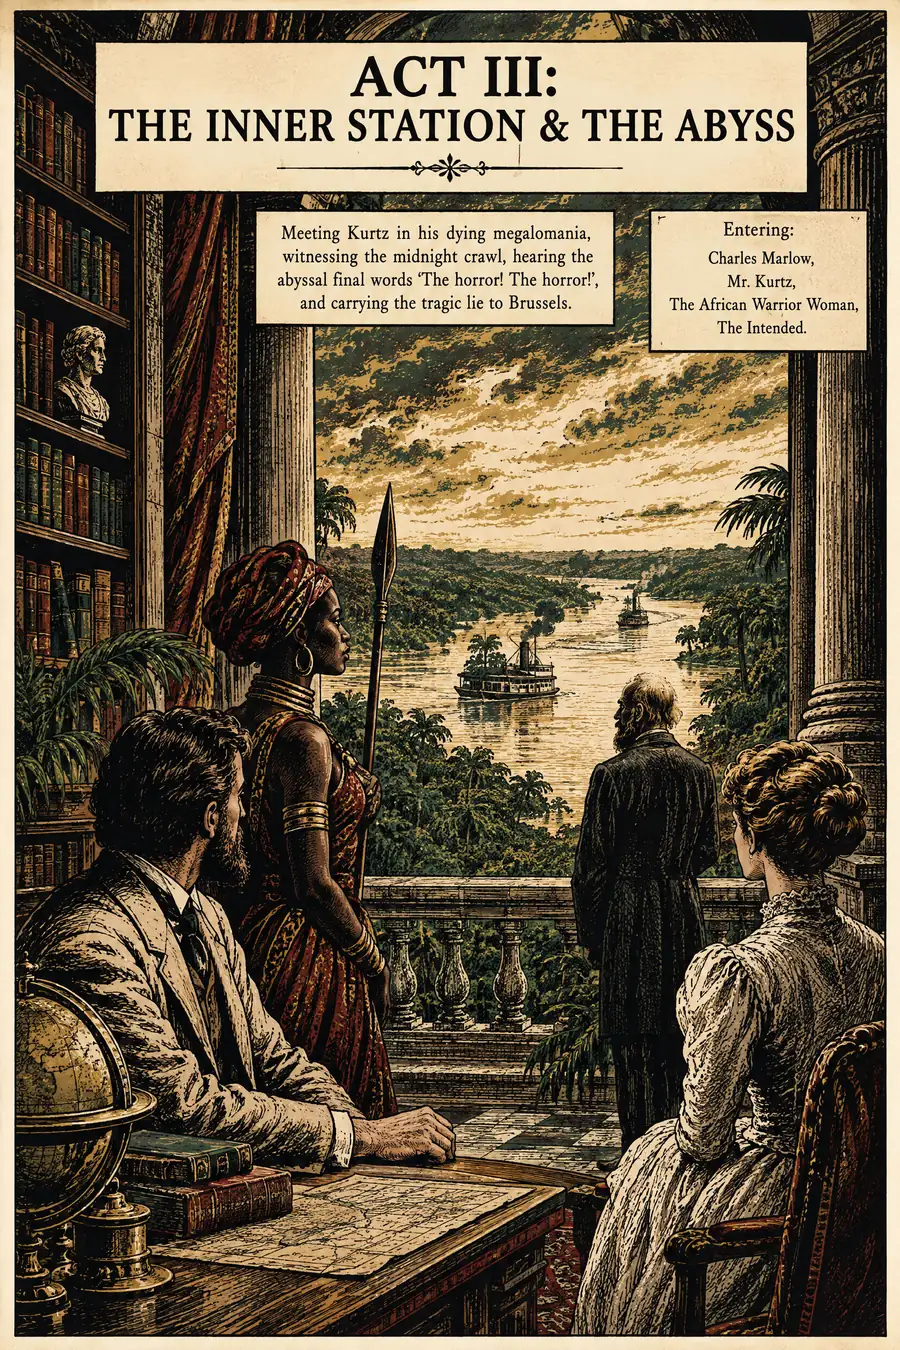 ACT III:
THE INNER STATION & THE ABYSS
Meeting Kurtz in his dying megalomania,
witnessing the midnight crawl, hearing the
abyssal final words ‘The horror! The horror!’,
and carrying the tragic lie to Brussels.
Entering:
Charles Marlow,
Mr. Kurtz,
The African Warrior Woman,
The Intended.